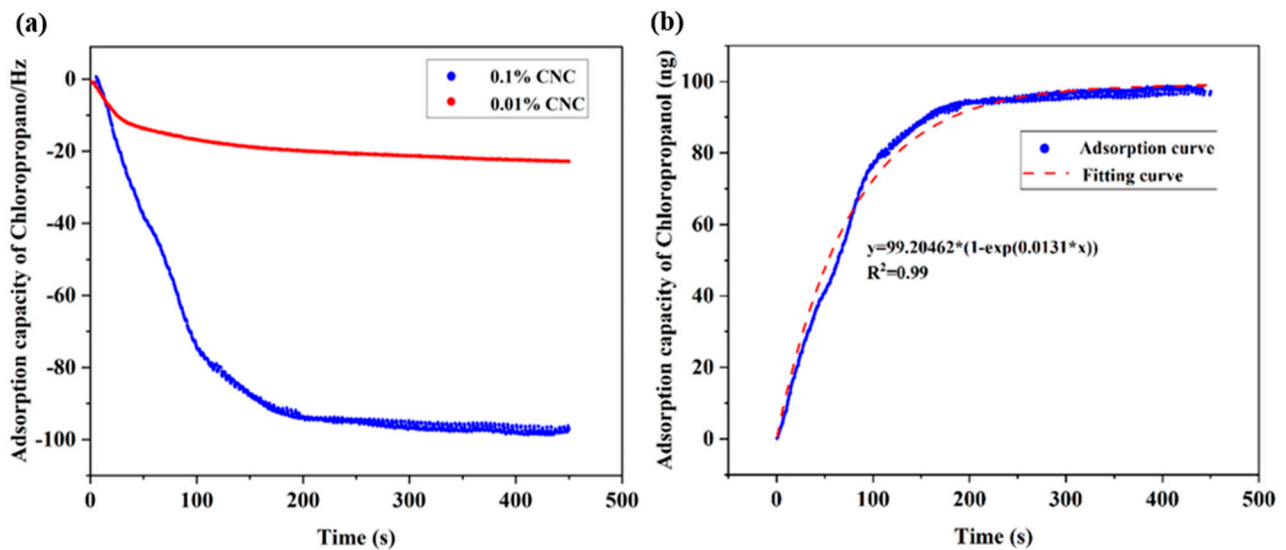 (a)
Adsorption capacity of Chloropropano/Hz
0
-20
-40
-60
-80
-100
0.1% CNC
0.01% CNC
0
100
200
300
400
500
Time (s)
(b)
Adsorption capacity of Chloropropanol (ng)
100
80
60
40
20
0
Adsorption curve
Fitting curve
y=99.20462*(1-exp(0.0131*x))
R²=0.99
0
100
200
300
400
500
Time (s)